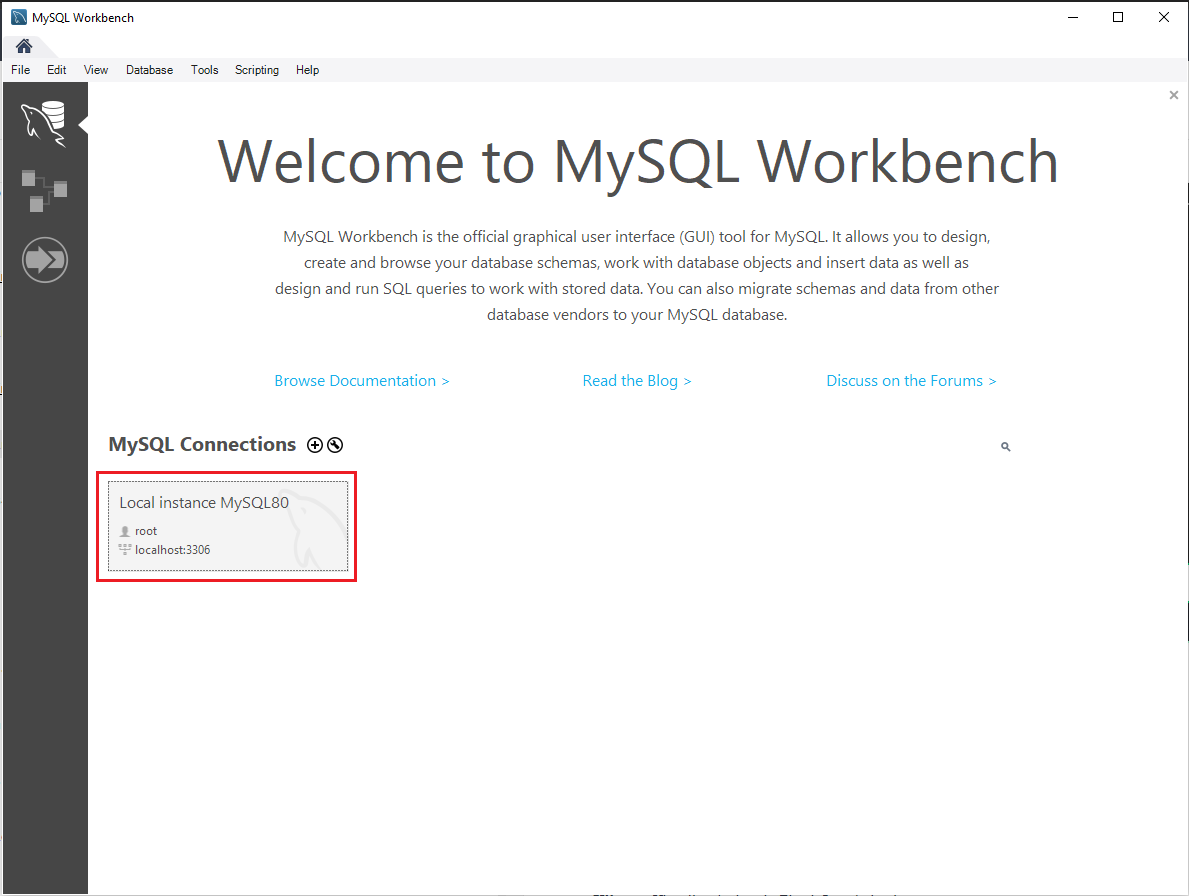 MySQL Workbench
File Edit View Database Tools Scripting Help
Welcome to MySQL Workbench
MySQL Workbench is the official graphical user interface (GUI) tool for MySQL. It allows you to design,
create and browse your database schemas, work with database objects and insert data as well as
design and run SQL queries to work with stored data. You can also migrate schemas and data from other
database vendors to your MySQL database.
Browse Documentation > Read the Blog > Discuss on the Forums >
MySQL Connections
Local instance MySQL80
root
localhost:3306